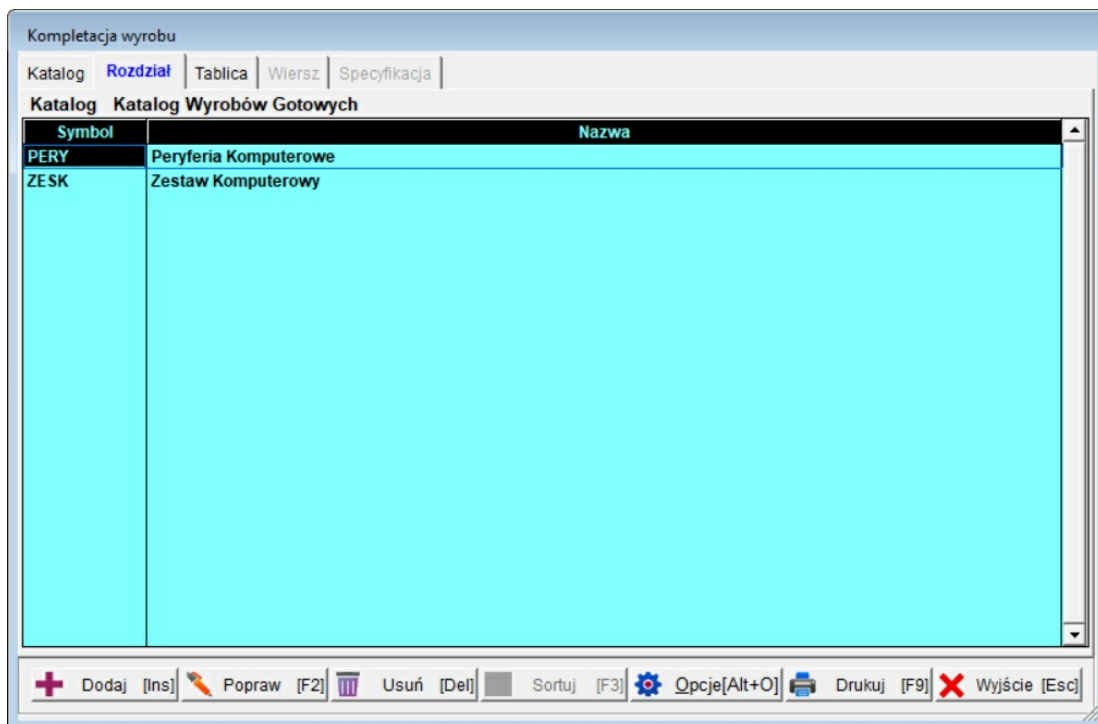 Kompletacja wyrobu
Katalog Rozdział Tablica Wiersz Specyfikacja
Katalog Katalog Wyrobów Gotowych
Symbol Nazwa
PERY Peryferia Komputerowe
ZESK Zestaw Komputerowy
Dodaj [Ins] Popraw [F2] Usuń [Del] Sortuj [F3] Opcje[Alt+O] Drukuj [F9] Wyjście [Esc]